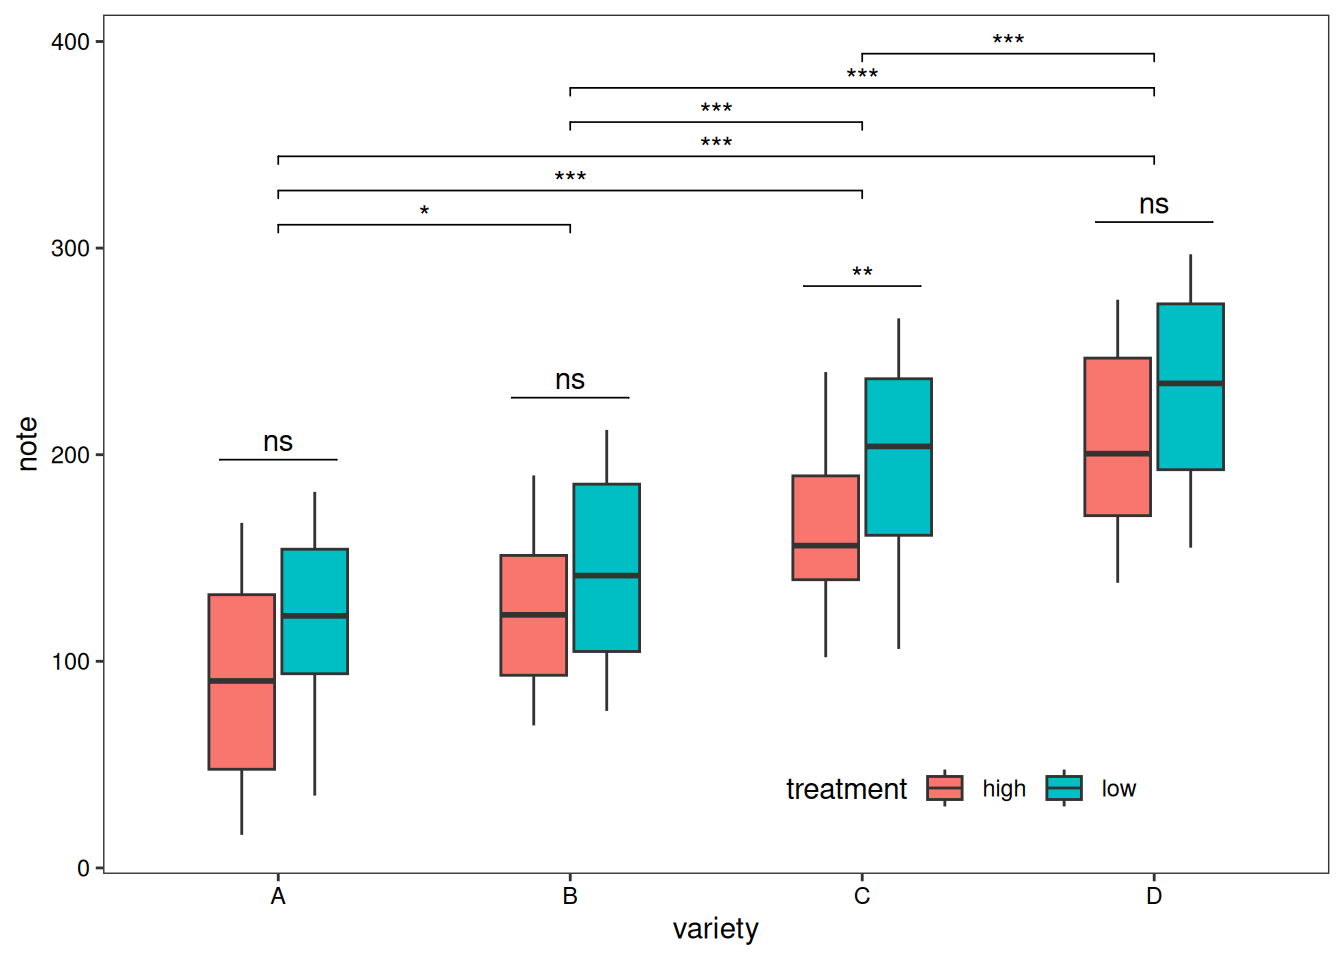 400
***
***
***
***
***
*
ns
300
**
ns
ns
note
200
100
treatment high low
0
A B C D
variety